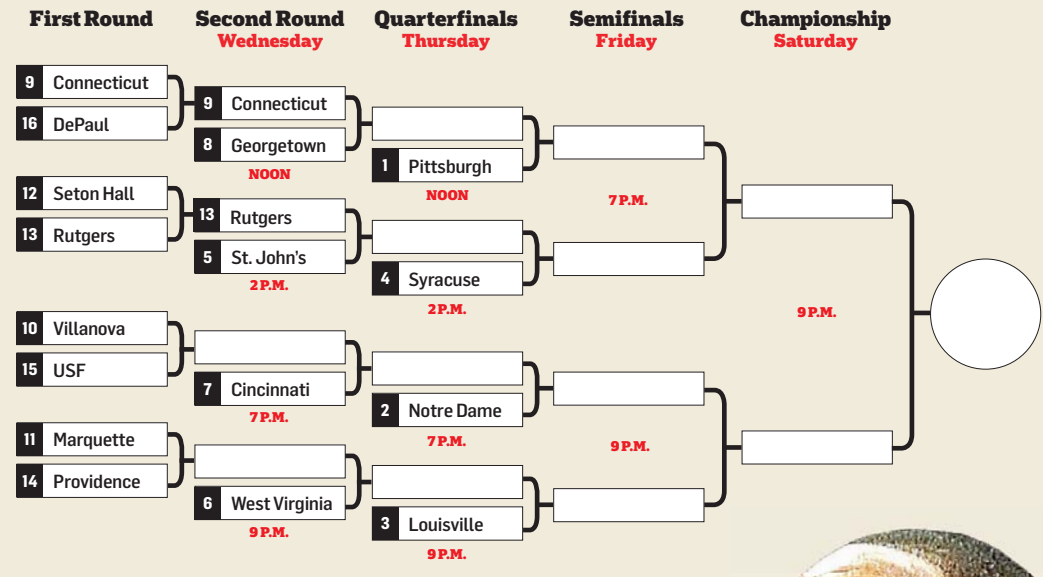 First Round
Second Round
Wednesday
Quarterfinals
Thursday
Semifinals
Friday
Championship
Saturday
9 Connecticut
16 DePaul
12 Seton Hall
13 Rutgers
10 Villanova
15 USF
11 Marquette
14 Providence
9 Connecticut
8 Georgetown
NOON
13 Rutgers
5 St. John's
2 P.M.
7 Cincinnati
7 P.M.
6 West Virginia
9 P.M.
1 Pittsburgh
NOON
4 Syracuse
2 P.M.
2 Notre Dame
7 P.M.
3 Louisville
9 P.M.
7 P.M.
9 P.M.
9 P.M.